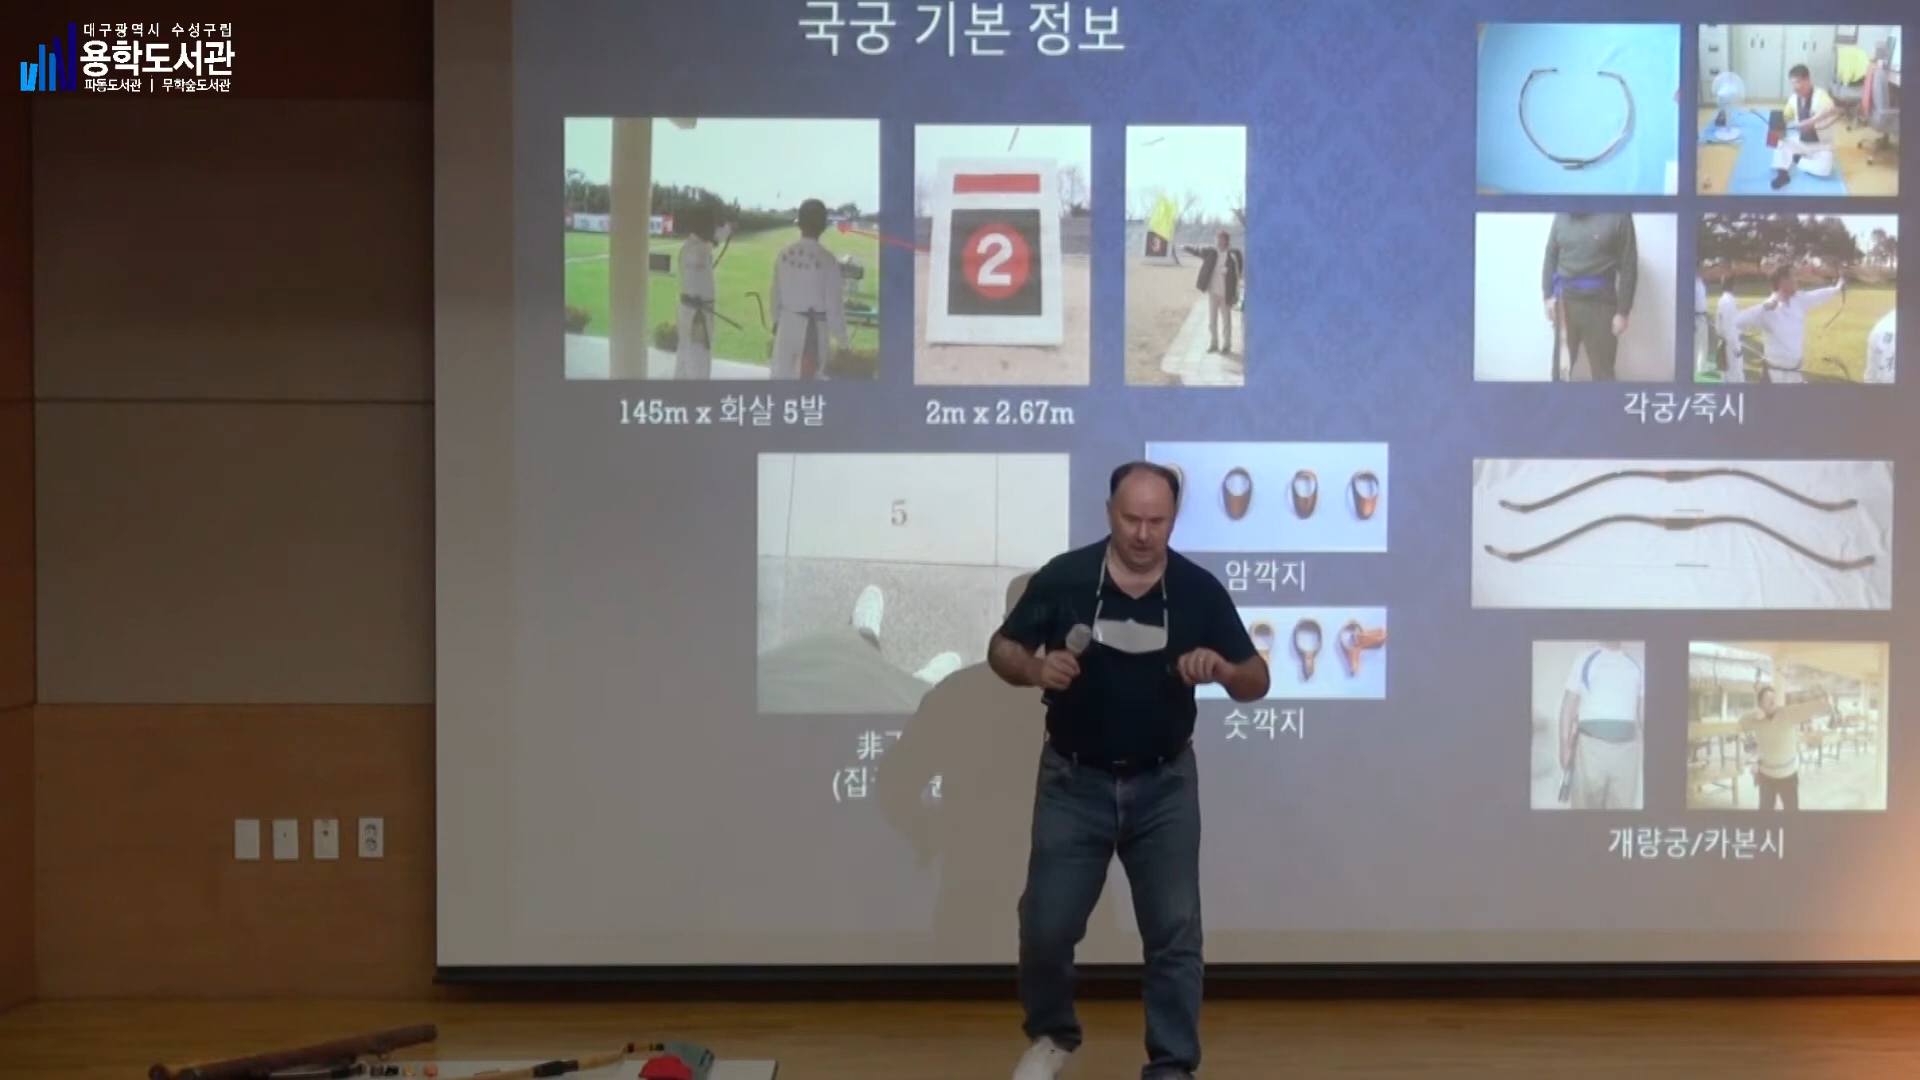 대구광역시 수성구립
용학도서관
파동도서관 | 무학숲도서관
국궁 기본 정보
2
3
145m x 화살 5발
2m x 2.67m
각궁/죽시
5
암깍지
숫깍지
非
(집
개량궁/카본시